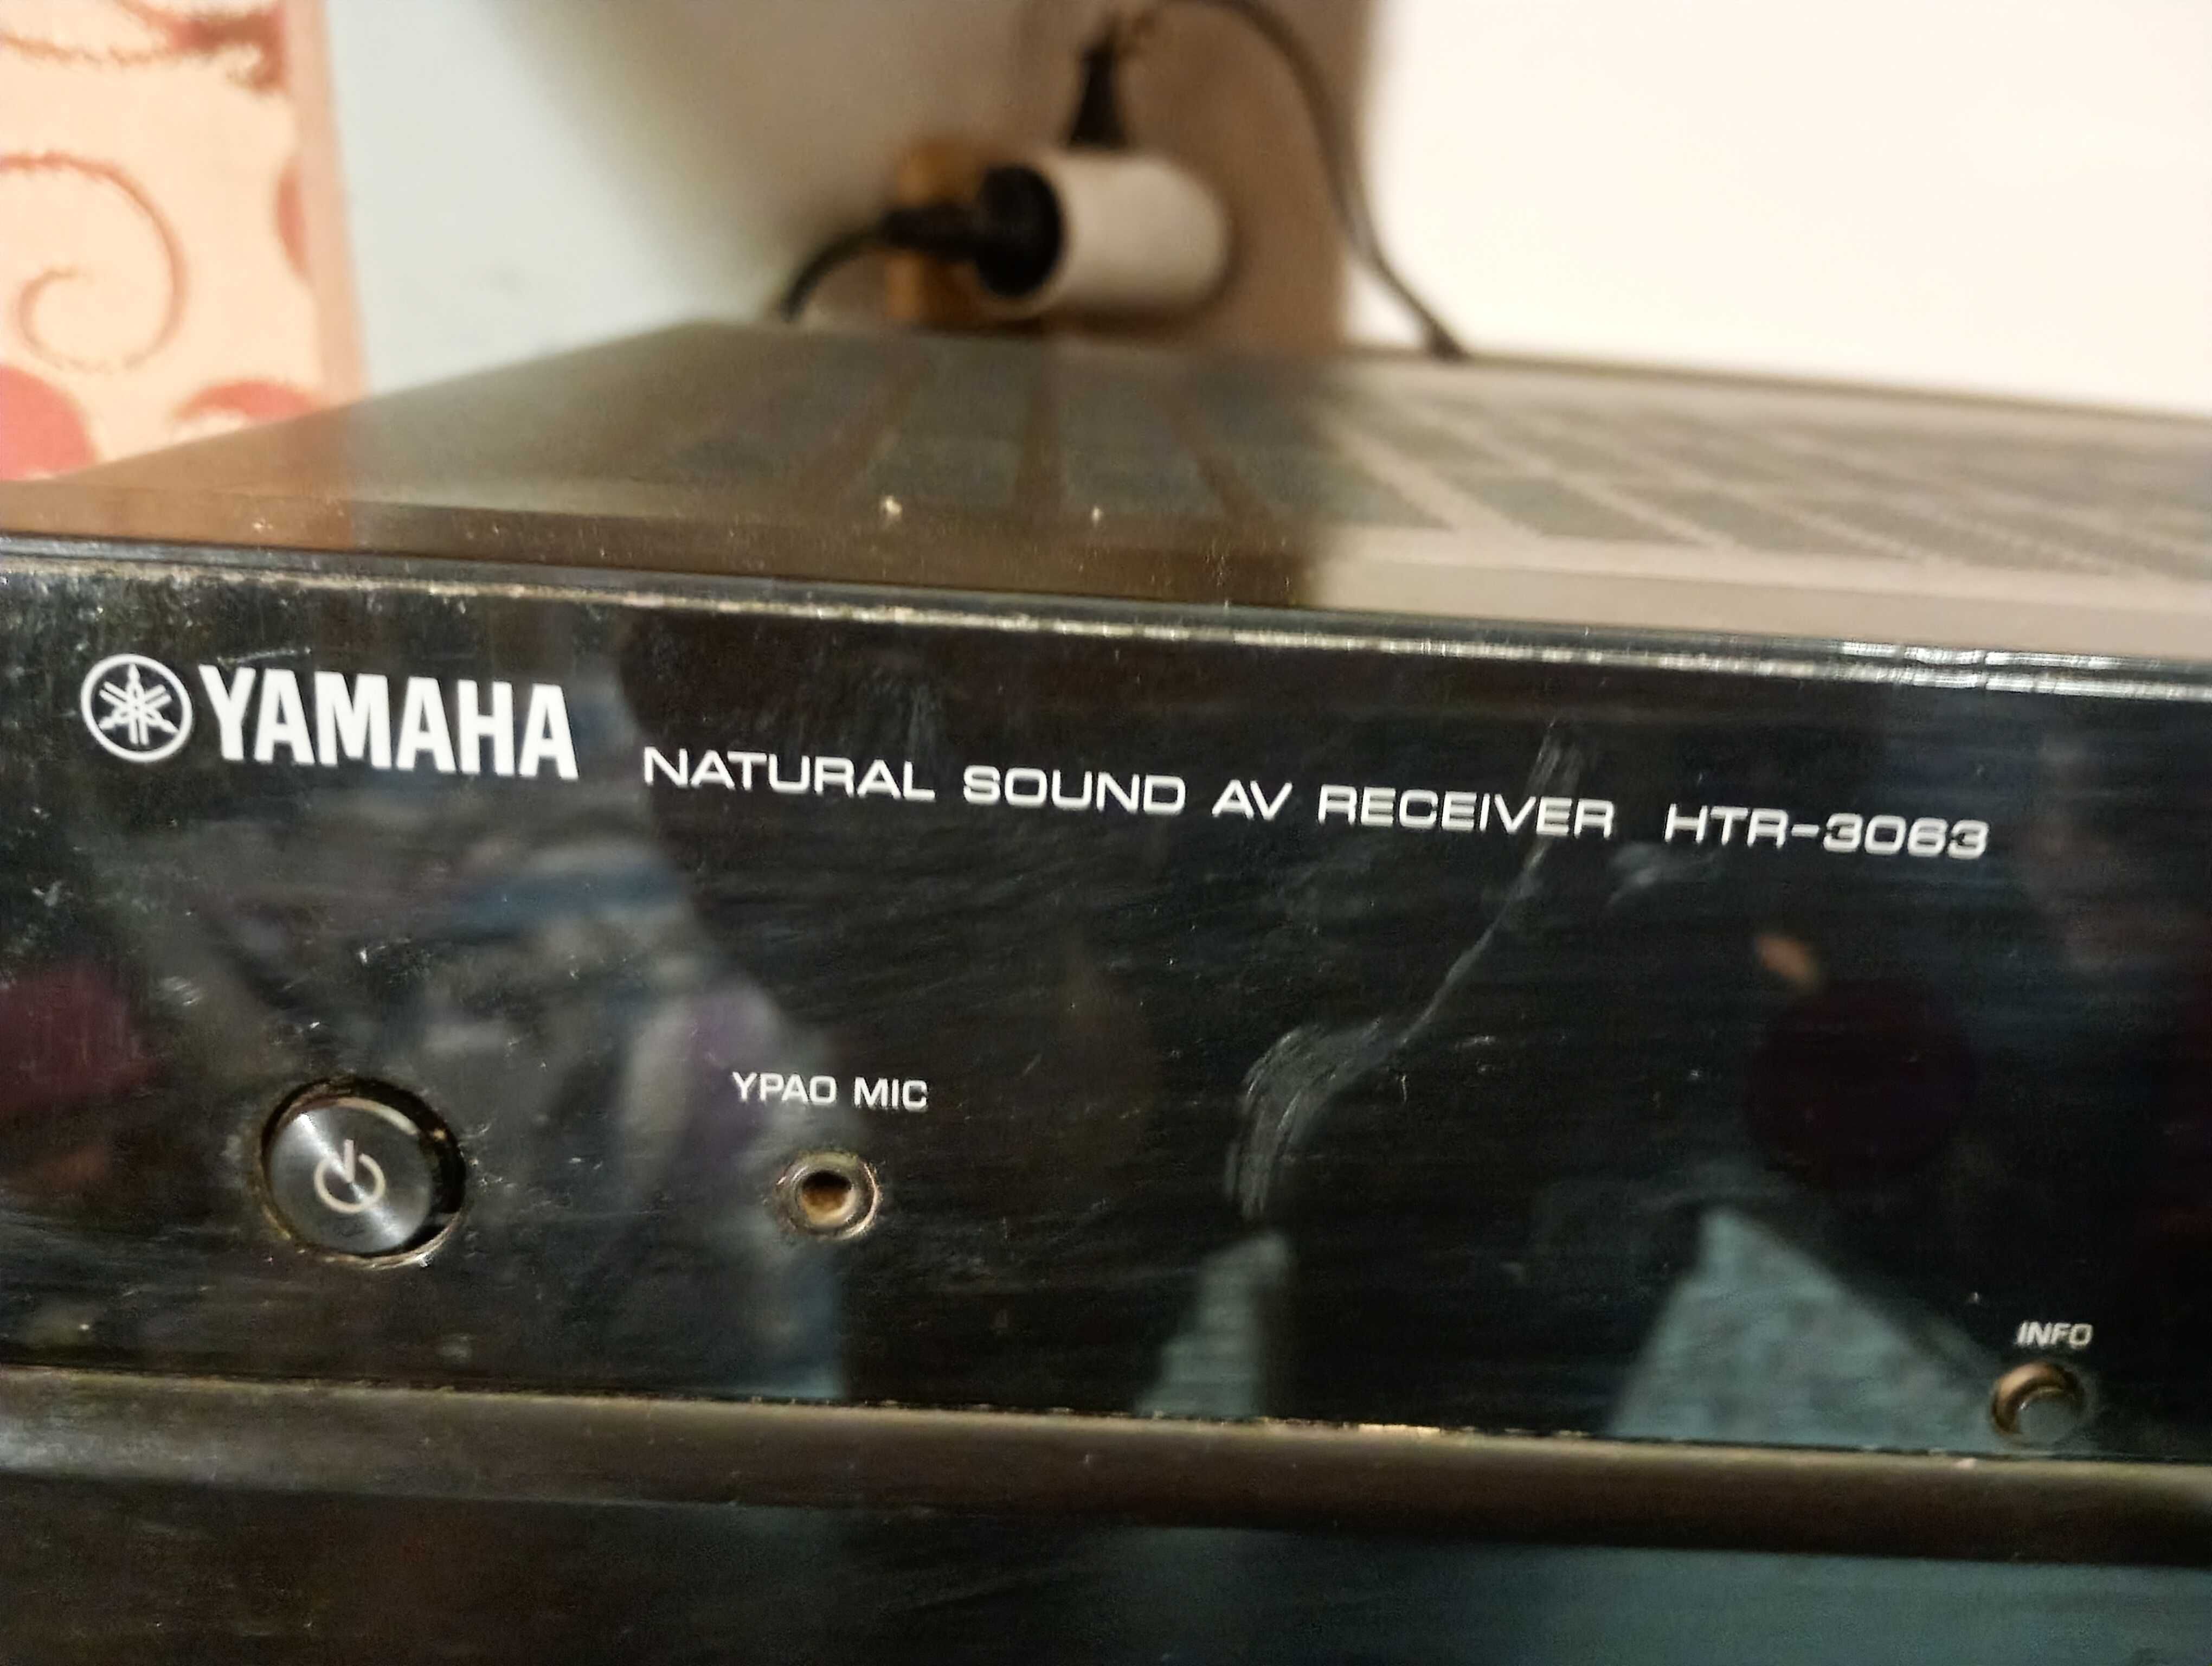 YAMAHA NATURAL SOUND AV RECEIVER HTR-3063
YPAO MIC
INFO